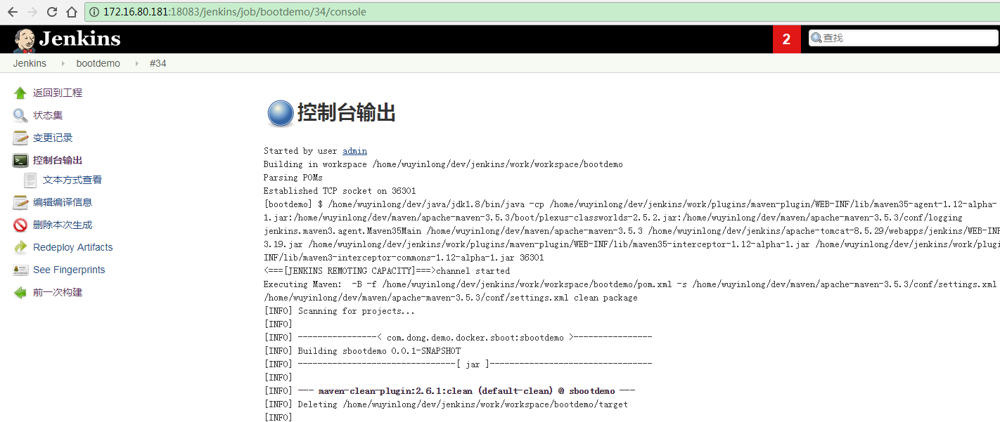 172.16.80.181:18083/jenkins/job/bootdemo/34/console
Jenkins
2
查找
Jenkins bootdemo #34
返回到工程
状态集
变更记录
控制台输出
文本方式查看
编辑编译信息
删除本次生成
Redeploy Artifacts
See Fingerprints
前一次构建
控制台输出
Started by user admin
Building in workspace /home/wuyinlong/dev/jenkins/work/workspace/bootdemo
Parsing POMs
Established TCP socket on 36301
[bootdemo] $ /home/wuyinlong/dev/java/jdk1.8/bin/java -cp /home/wuyinlong/dev/jenkins/work/plugins/maven-plugin/WEB-INF/lib/maven35-agent-1.12-alpha-
1.jar:/home/wuyinlong/dev/maven/apache-maven-3.5.3/boot/plexus-classworlds-2.5.2.jar:/home/wuyinlong/dev/maven/apache-maven-3.5.3/conf/logging
jenkins.maven3.agent.Maven35Main /home/wuyinlong/dev/maven/apache-maven-3.5.3 /home/wuyinlong/dev/jenkins/apache-tomcat-8.5.29/webapps/jenkins/WEB-INF
3.19.jar /home/wuyinlong/dev/jenkins/work/plugins/maven-plugin/WEB-INF/lib/maven35-interceptor-1.12-alpha-1.jar /home/wuyinlong/dev/jenkins/work/plug
INF/lib/maven3-interceptor-commons-1.12-alpha-1.jar 36301
<===[JENKINS REMOTING CAPACITY]===>channel started
Executing Maven:  -B -f /home/wuyinlong/dev/jenkins/work/workspace/bootdemo/pom.xml -s /home/wuyinlong/dev/maven/apache-maven-3.5.3/conf/settings.xml
/home/wuyinlong/dev/maven/apache-maven-3.5.3/conf/settings.xml clean package
[INFO] Scanning for projects...
[INFO]
[INFO] ----------------< com.dong.demo.docker.sboot:sbootdemo >----------------
[INFO] Building sbootdemo 0.0.1-SNAPSHOT
[INFO] --------------------------------[ jar ]---------------------------------
[INFO]
[INFO] --- maven-clean-plugin:2.6.1:clean (default-clean) @ sbootdemo ---
[INFO] Deleting /home/wuyinlong/dev/jenkins/work/workspace/bootdemo/target
[INFO]